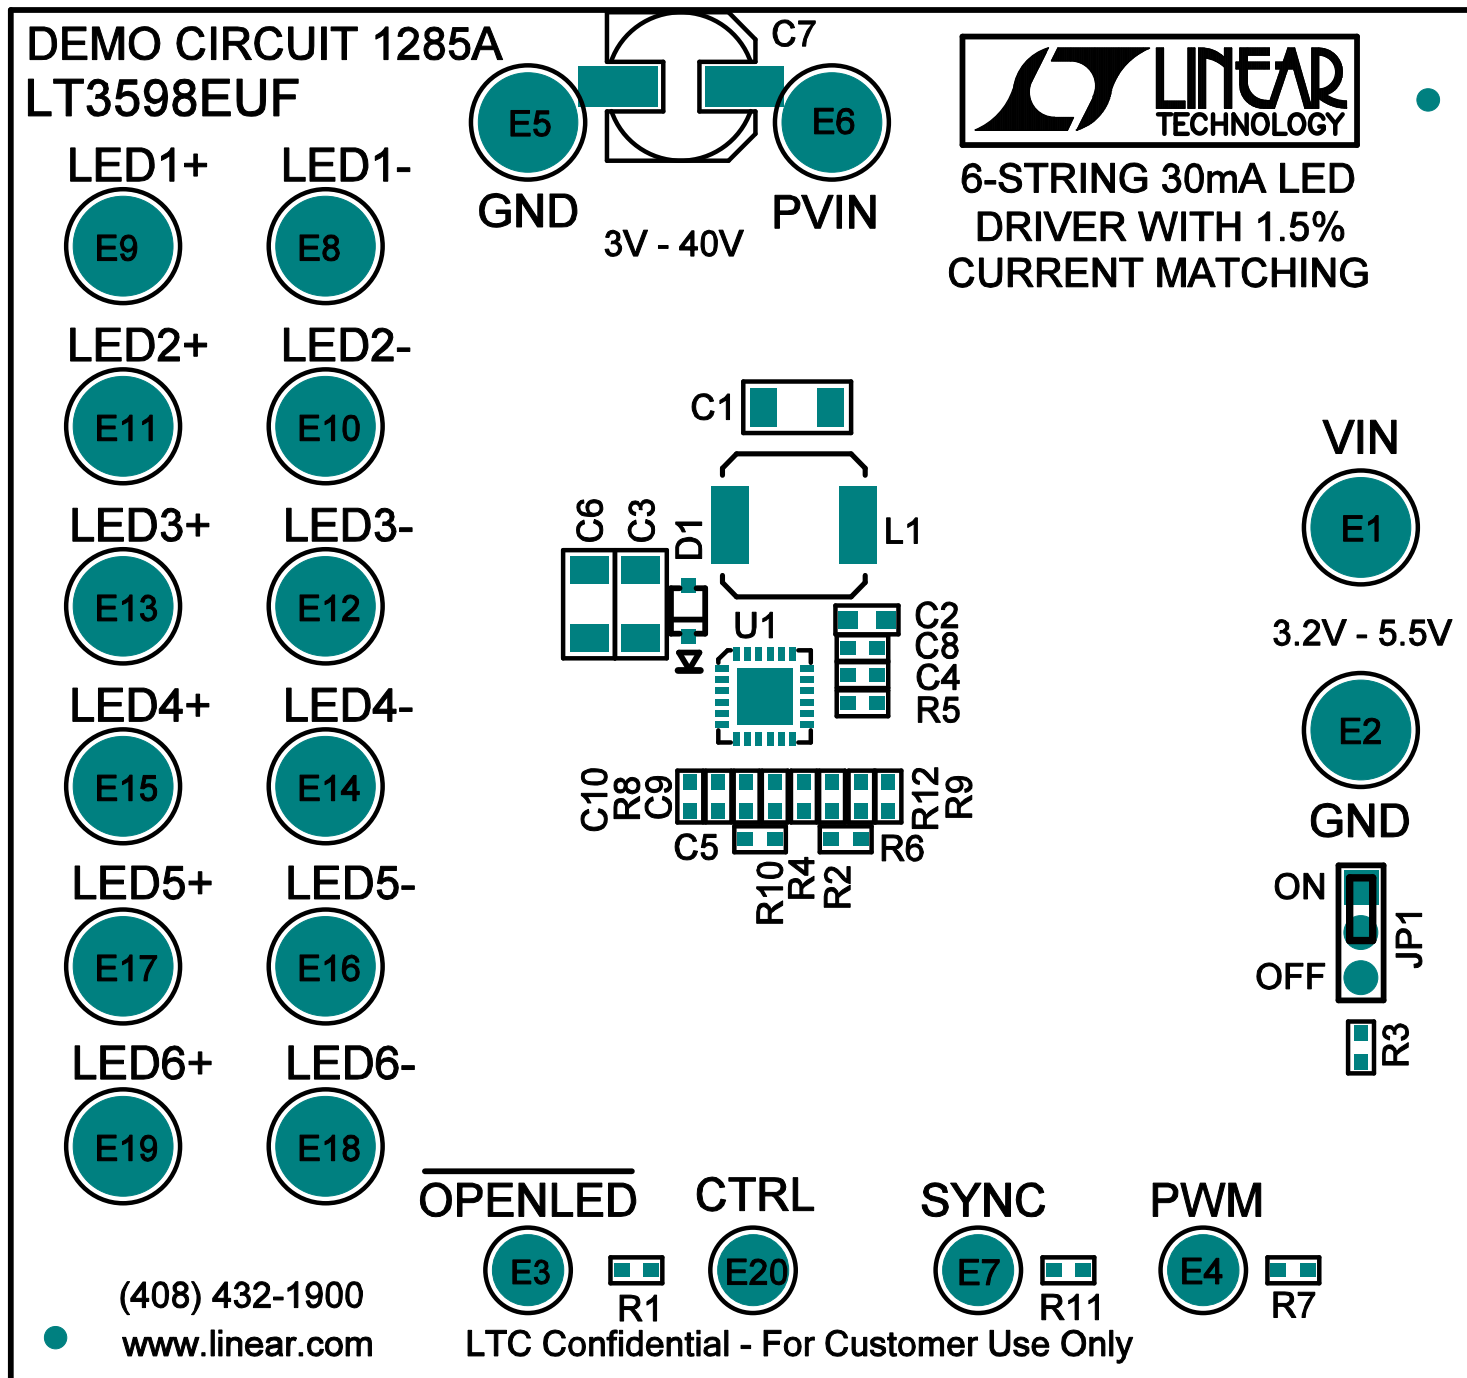 DEMO CIRCUIT 1285A
LT3598EUF
C7
E5
E6
GND
PVIN
3V - 40V
LINEAR
TECHNOLOGY
6-STRING 30mA LED
DRIVER WITH 1.5%
CURRENT MATCHING
LED1+ LED1-
E9 E8
LED2+ LED2-
E11 E10
LED3+ LED3-
E13 E12
LED4+ LED4-
E15 E14
LED5+ LED5-
E17 E16
LED6+ LED6-
E19 E18
C1
C6
C3
D1
L1
U1
C2
C8
C4
R5
C10
R8
C9
R12
R9
C5
R6
R10
R4
R2
VIN
E1
3.2V - 5.5V
E2
GND
ON
OFF
JP1
R3
OPENLED CTRL SYNC PWM
E3 E20 E7 E4
R1 R11 R7
(408) 432-1900
www.linear.com
LTC Confidential - For Customer Use Only